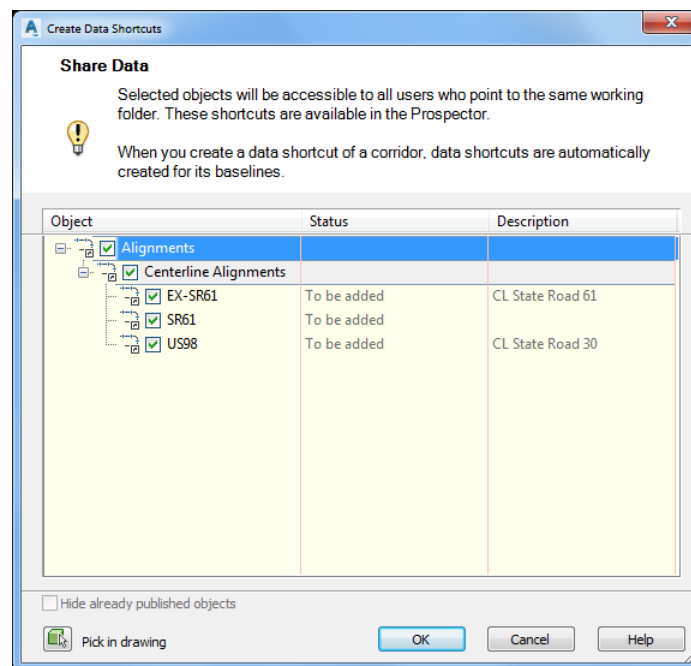 Create Data Shortcuts
Share Data
Selected objects will be accessible to all users who point to the same working
folder. These shortcuts are available in the Prospector.
When you create a data shortcut of a corridor, data shortcuts are automatically
created for its baselines.
Object Status Description
Alignments
Centerline Alignments
EX-SR61 To be added CL State Road 61
SR61 To be added
US98 To be added CL State Road 30
Hide already published objects
Pick in drawing OK Cancel Help